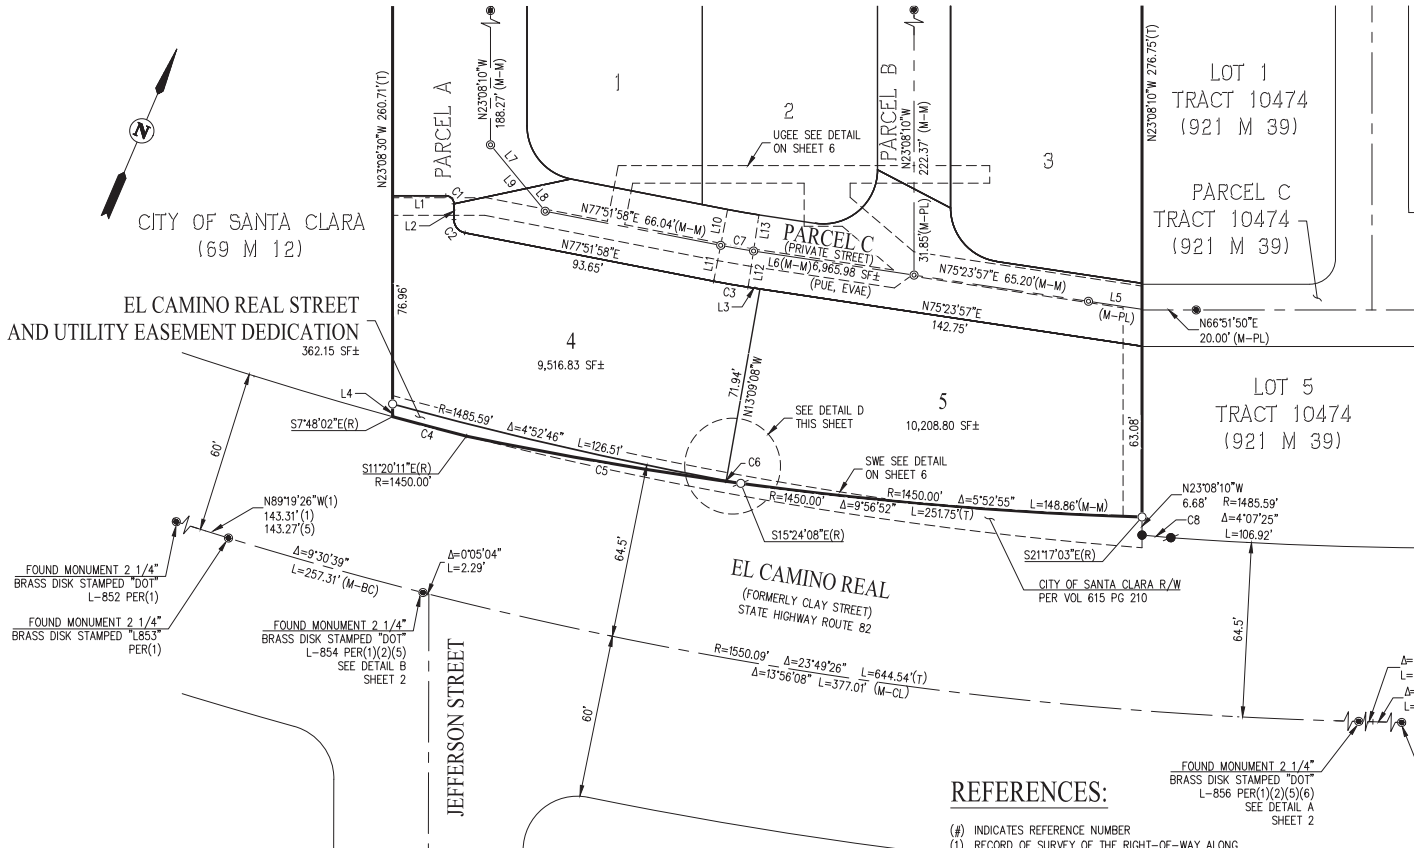 N23°08'30"W 260.71'(T)
PARCEL A
N23°08'10"W
188.27' (M-M)
1
2
UGEE SEE DETAIL
ON SHEET 6
PARCEL B
N23°08'10"W
222.37' (M-M)
3
N23°08'10"W 276.75'(T)
LOT 1
TRACT 10474
(921 M 39)
N
CITY OF SANTA CLARA
(69 M 12)
L7
L9
L8
L1
C1
L2
C2
N77°51'58"E 66.04'(M-M)
L10
L13
C7
L11
L12
PARCEL C
(PRIVATE STREET)
L6(M-M) 6,965.98 SF±
(PUE, EVAE)
31.85'(M-PL)
PARCEL C
TRACT 10474
(921 M 39)
N77°51'58"E
93.65'
C3
L3
N75°23'57"E 65.20'(M-M)
L5
(M-PL)
N75°23'57"E
142.75'
N66°51'50"E
20.00' (M-PL)
EL CAMINO REAL STREET
AND UTILITY EASEMENT DEDICATION
362.15 SF±
76.96'
4
9,516.83 SF±
71.94'
N13°09'08"W
5
10,208.80 SF±
63.08'
LOT 5
TRACT 10474
(921 M 39)
L4
S7°48'02"E(R)
C4
R=1485.59'
Δ=4°52'46"
L=126.51'
C5
S11°20'11"E(R)
R=1450.00'
SEE DETAIL D
THIS SHEET
C6
SWE SEE DETAIL
ON SHEET 6
R=1450.00' Δ=5°52'55" L=148.86'(M-M)
R=1450.00' Δ=9°56'52" L=251.75'(T)
S15°24'08"E(R)
S21°17'03"E(R)
N23°08'10"W
6.68' R=1485.59'
C8 Δ=4°07'25"
L=106.92'
CITY OF SANTA CLARA R/W
PER VOL 615 PG 210
60'
N89°19'26"W(1)
143.31'(1)
143.27'(5)
FOUND MONUMENT 2 1/4"
BRASS DISK STAMPED "DOT"
L-852 PER(1)
FOUND MONUMENT 2 1/4"
BRASS DISK STAMPED "L853"
PER(1)
Δ=9°30'39"
L=257.31' (M-BC)
Δ=0°05'04"
L=2.29'
FOUND MONUMENT 2 1/4"
BRASS DISK STAMPED "DOT"
L-854 PER(1)(2)(5)
SEE DETAIL B
SHEET 2
JEFFERSON STREET
64.5'
EL CAMINO REAL
(FORMERLY CLAY STREET)
STATE HIGHWAY ROUTE 82
R=1550.09' Δ=23°49'26" L=644.54'(T)
Δ=13°56'08" L=377.01' (M-CL)
60'
64.5'
Δ=
L=
Δ=
L=
FOUND MONUMENT 2 1/4"
BRASS DISK STAMPED "DOT"
L-856 PER(1)(2)(5)(6)
SEE DETAIL A
SHEET 2
REFERENCES:
(#) INDICATES REFERENCE NUMBER
(1) RECORD OF SURVEY OF THE RIGHT-OF-WAY ALONG